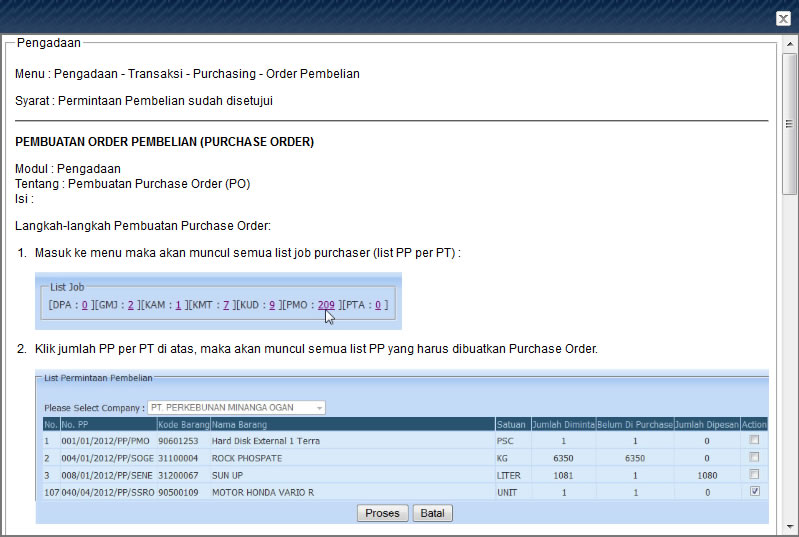 Pengadaan
Menu : Pengadaan - Transaksi - Purchasing - Order Pembelian
Syarat : Permintaan Pembelian sudah disetujui
PEMBUATAN ORDER PEMBELIAN (PURCHASE ORDER)
Modul : Pengadaan
Tentang : Pembuatan Purchase Order (PO)
Isi :
Langkah-langkah Pembuatan Purchase Order:
1. Masuk ke menu maka akan muncul semua list job purchaser (list PP per PT) :
List Job
[DPA : 0 ][GMJ : 2 ][KAM : 1 ][KMT : 7 ][KUD : 9 ][PMO : 209 ][PTA : 0 ]
2. Klik jumlah PP per PT di atas, maka akan muncul semua list PP yang harus dibuatkan Purchase Order.
List Permintaan Pembelian
Please Select Company : PT. PERKEBUNAN MINANGA OGAN
No. No. PP Kode Barang Nama Barang Satuan Jumlah Diminta Belum Di Purchase Jumlah Dipesan Action
1 001/01/2012/PP/PMO 90601253 Hard Disk External 1 Terra PSC 1 1 0
2 004/01/2012/PP/SOGE 31100004 ROCK PHOSPATE KG 6350 6350 0
3 008/01/2012/PP/SENE 31200067 SUN UP LITER 1081 1 1080
107 040/04/2012/PP/SSRO 90500109 MOTOR HONDA VARIO R UNIT 1 1 0
Proses Batal